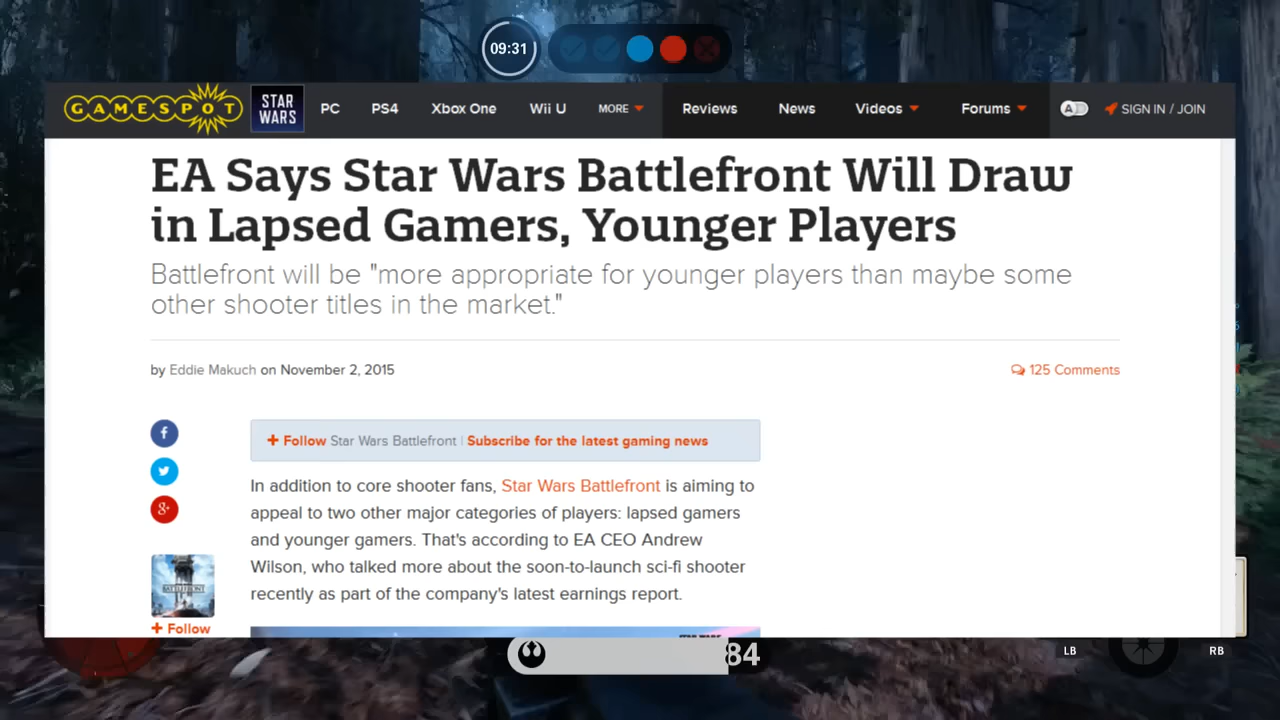 09:31
GAMESPOT
STAR WARS
PC PS4 Xbox One Wii U MORE Reviews News Videos Forums A SIGN IN / JOIN
EA Says Star Wars Battlefront Will Draw
in Lapsed Gamers, Younger Players
Battlefront will be "more appropriate for younger players than maybe some
other shooter titles in the market."
by Eddie Makuch on November 2, 2015
125 Comments
f
+ Follow Star Wars Battlefront | Subscribe for the latest gaming news
g+
In addition to core shooter fans, Star Wars Battlefront is aiming to
appeal to two other major categories of players: lapsed gamers
and younger gamers. That's according to EA CEO Andrew
Wilson, who talked more about the soon-to-launch sci-fi shooter
recently as part of the company's latest earnings report.
BATTLEFRONT
+ Follow
STAR WARS
84
LB
RB